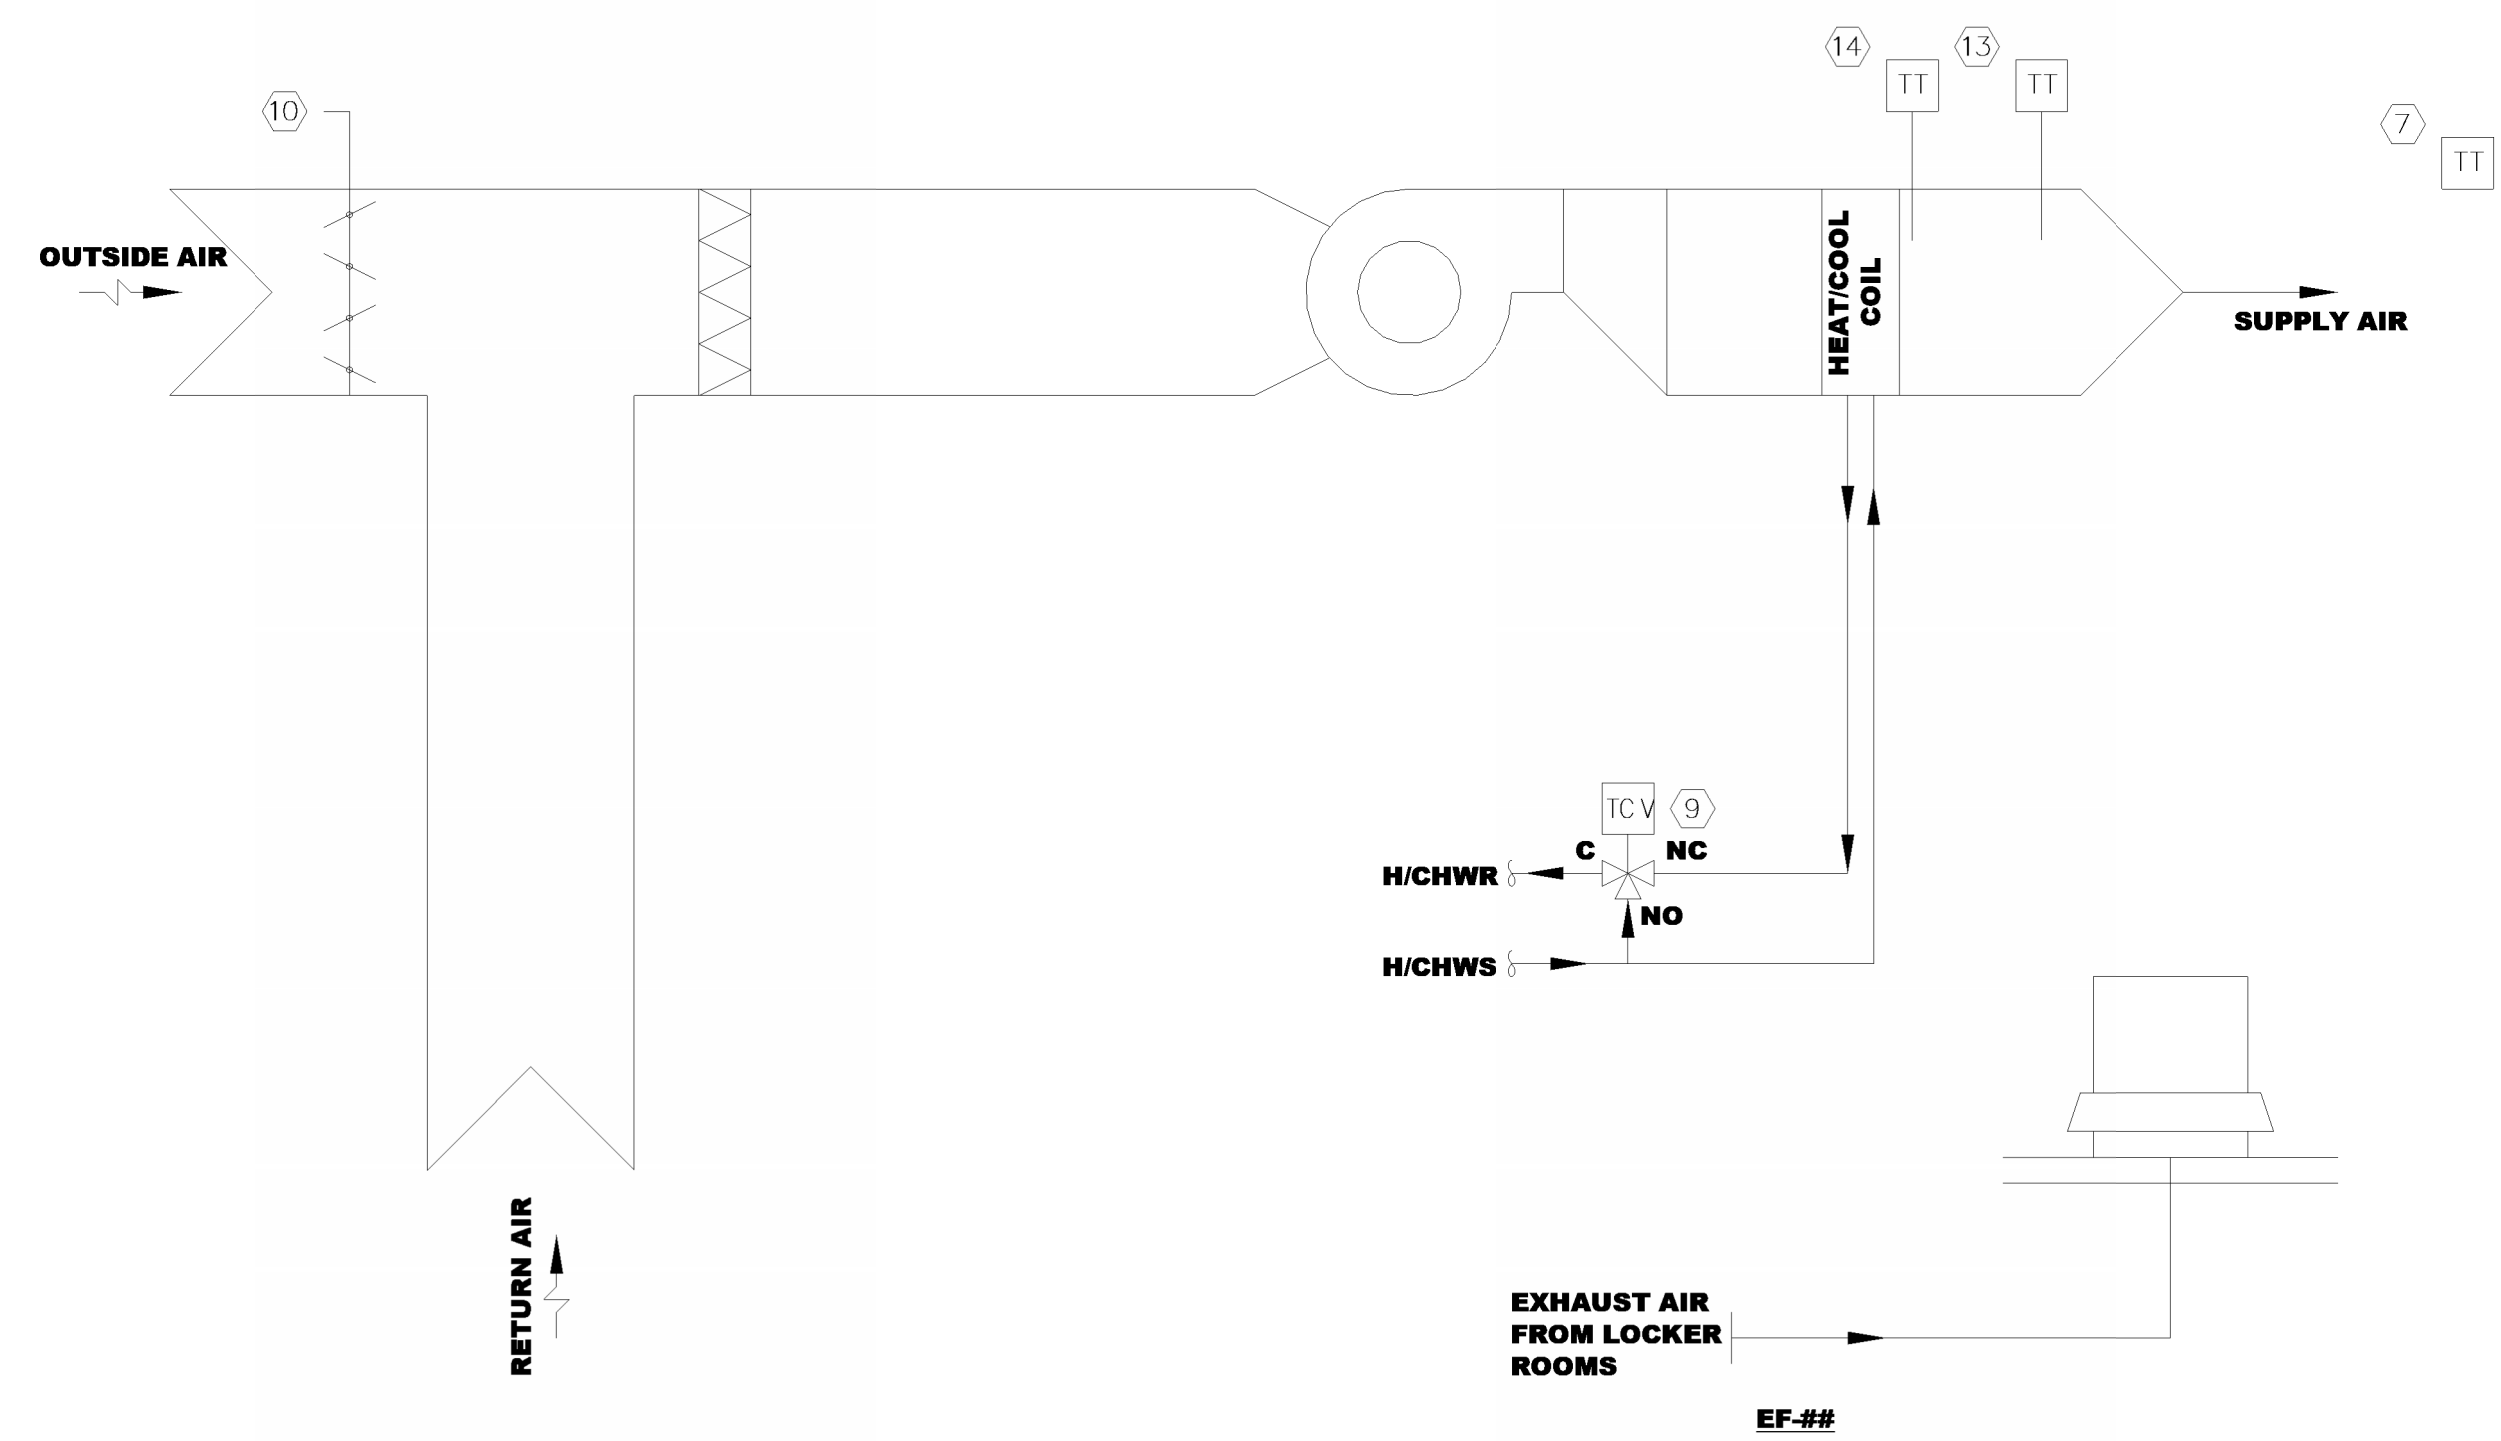 14
13
TT
TT
10
7
TT
OUTSIDE AIR
HEAT/COOL
COIL
SUPPLY AIR
TC V
9
C
NC
H/CHWR
NO
H/CHWS
RETURN AIR
EXHAUST AIR
FROM LOCKER
ROOMS
EF-##